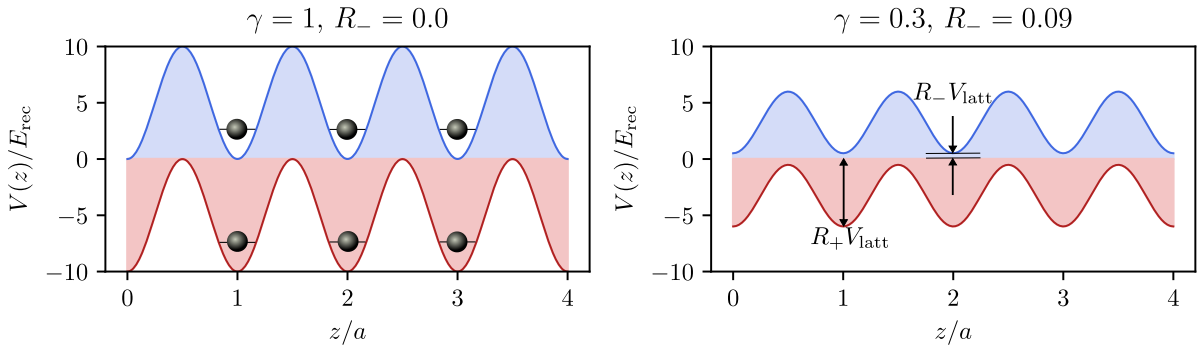 γ = 1, R₋ = 0.0
10
5
0
−5
−10
V(z)/E_rec
0
1
2
3
4
z/a
γ = 0.3, R₋ = 0.09
10
5
0
−5
−10
V(z)/E_rec
R₋V_latt
R₊V_latt
0
1
2
3
4
z/a